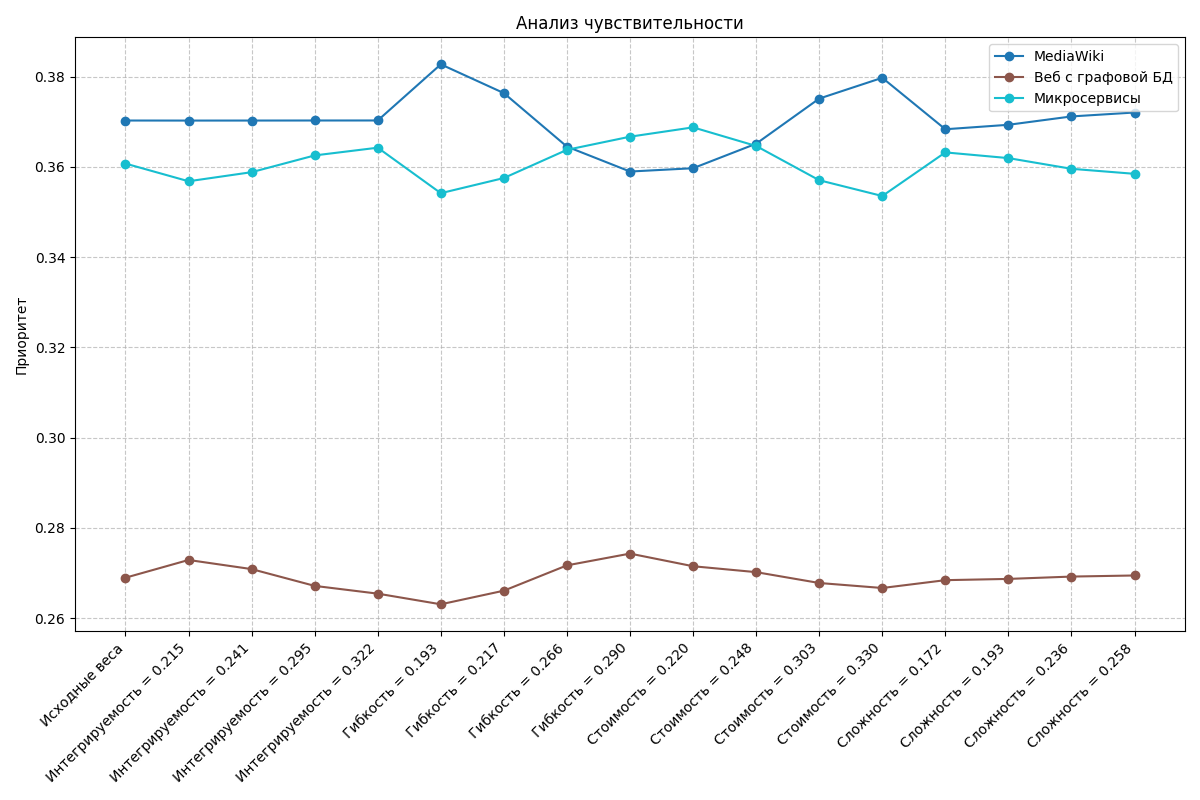 Анализ чувствительности
MediaWiki
Веб с графовой БД
Микросервисы
Приоритет
0.38
0.36
0.34
0.32
0.30
0.28
0.26
Исходные веса
Интегрируемость = 0.215
Интегрируемость = 0.241
Интегрируемость = 0.295
Интегрируемость = 0.322
Гибкость = 0.193
Гибкость = 0.217
Гибкость = 0.266
Гибкость = 0.290
Стоимость = 0.220
Стоимость = 0.248
Стоимость = 0.303
Стоимость = 0.330
Сложность = 0.172
Сложность = 0.193
Сложность = 0.236
Сложность = 0.258